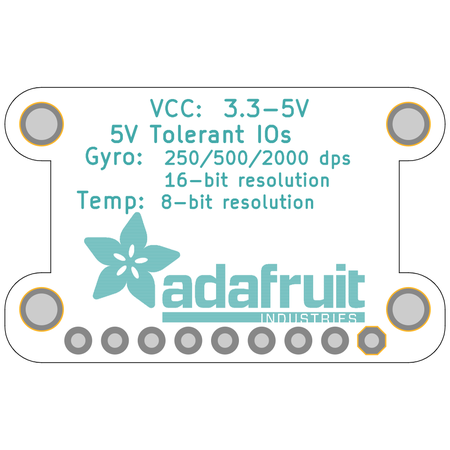 VCC: 3.3-5V
5V Tolerant IOs
Gyro: 250/500/2000 dps
16-bit resolution
Temp: 8-bit resolution
adafruit
INDUSTRIES